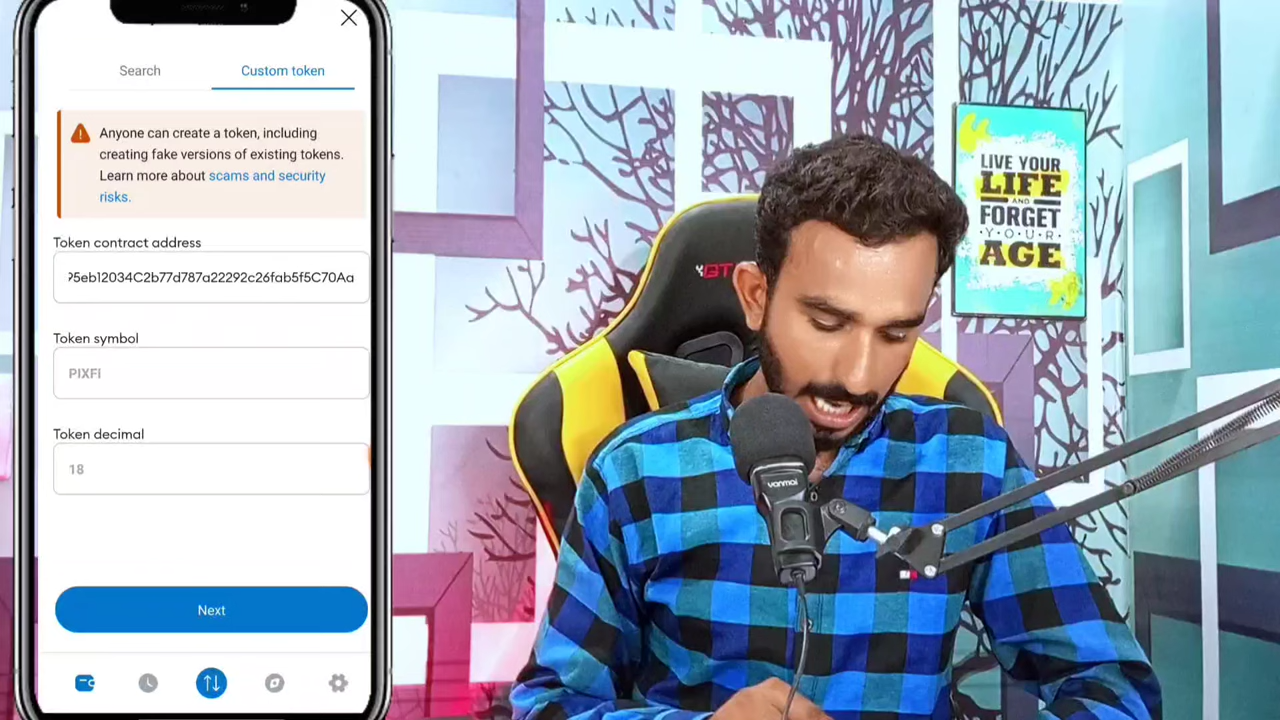 Search
Custom token
Anyone can create a token, including
creating fake versions of existing tokens.
Learn more about scams and security
risks.
Token contract address
95eb12034C2b77d787a22292c26fab5f5C70Aa
Token symbol
PIXFi
Token decimal
18
Next
LIVE YOUR
LIFE
AND
FORGET
YOUR
AGE
vanmai